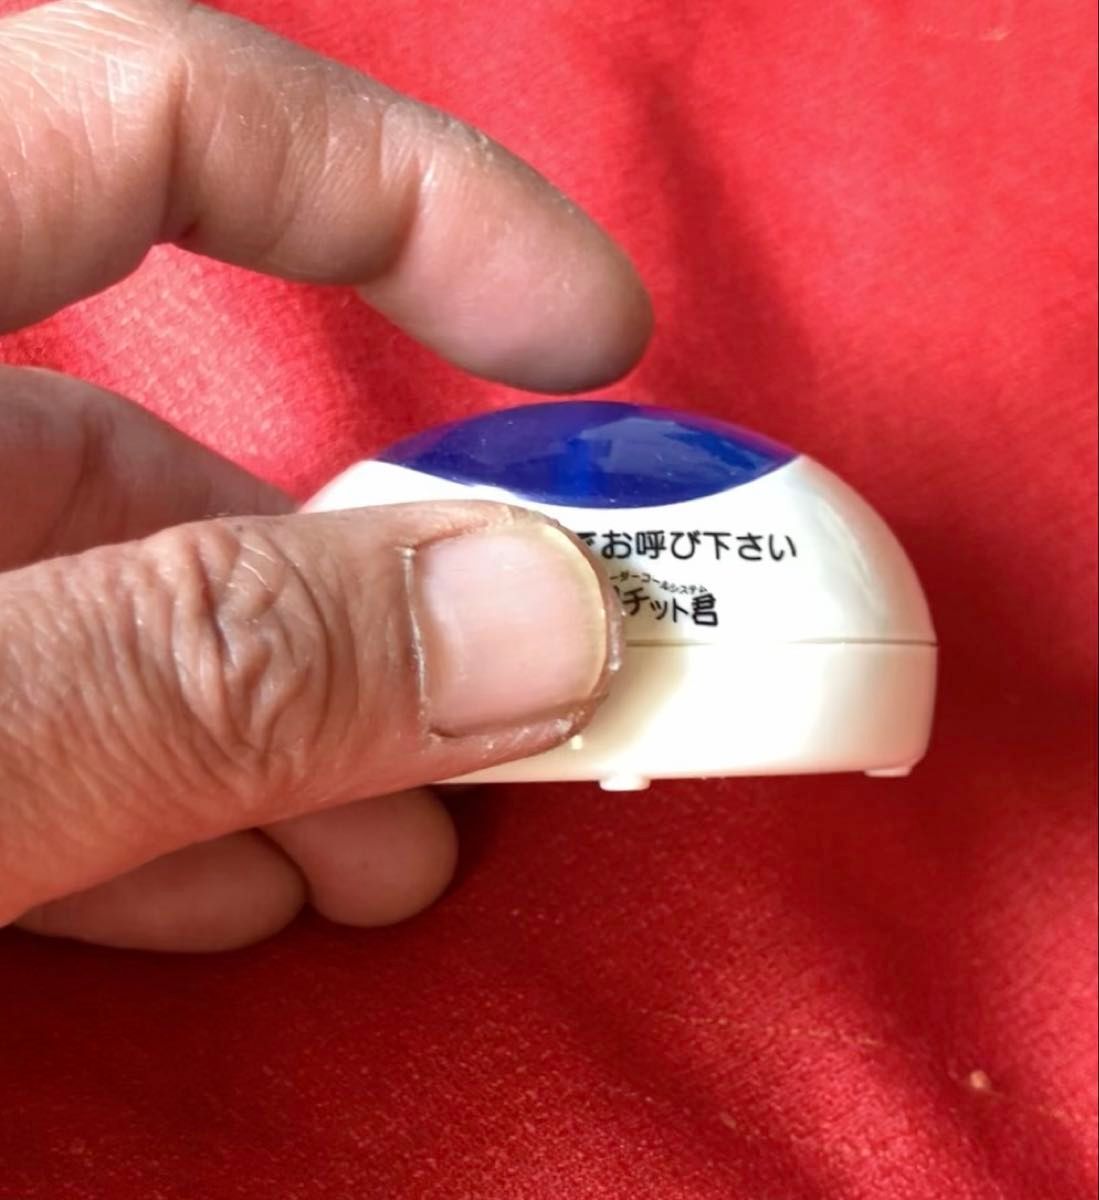 お呼び下さい
ーダーコールシステム
チット君